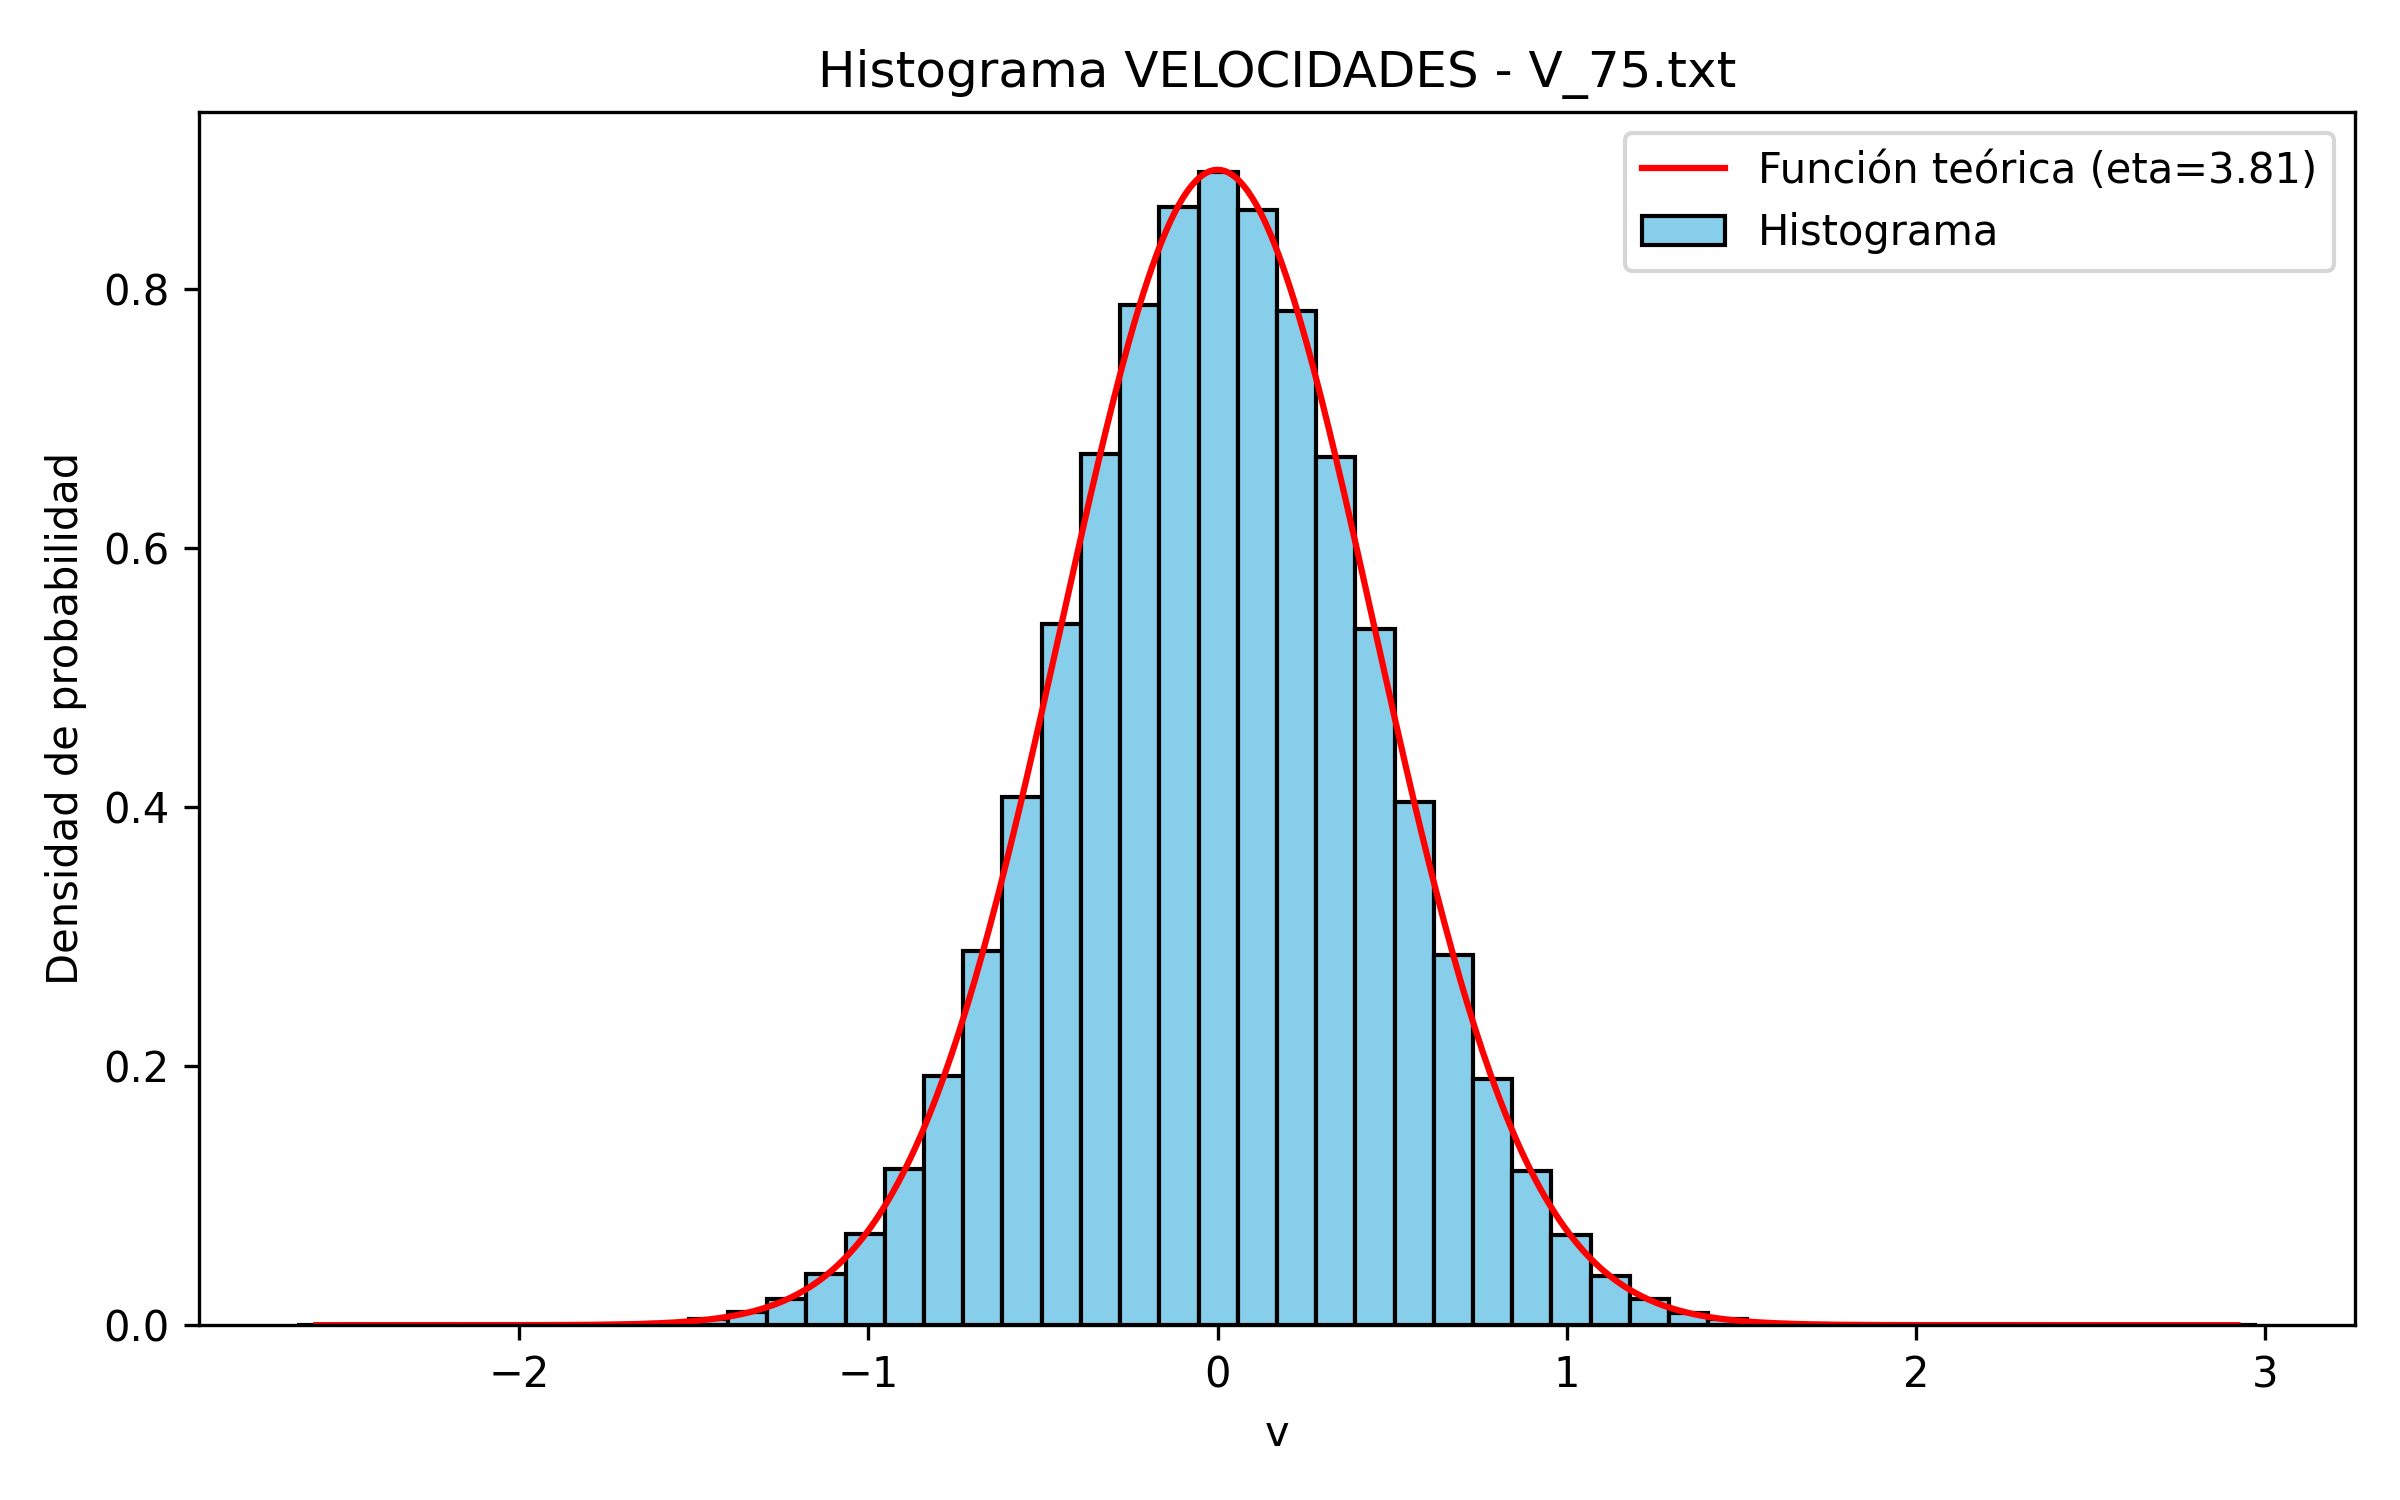 Histograma VELOCIDADES - V_75.txt
Función teórica (eta=3.81)
Histograma
Densidad de probabilidad
0.8
0.6
0.4
0.2
0.0
−2
−1
0
1
2
3
v